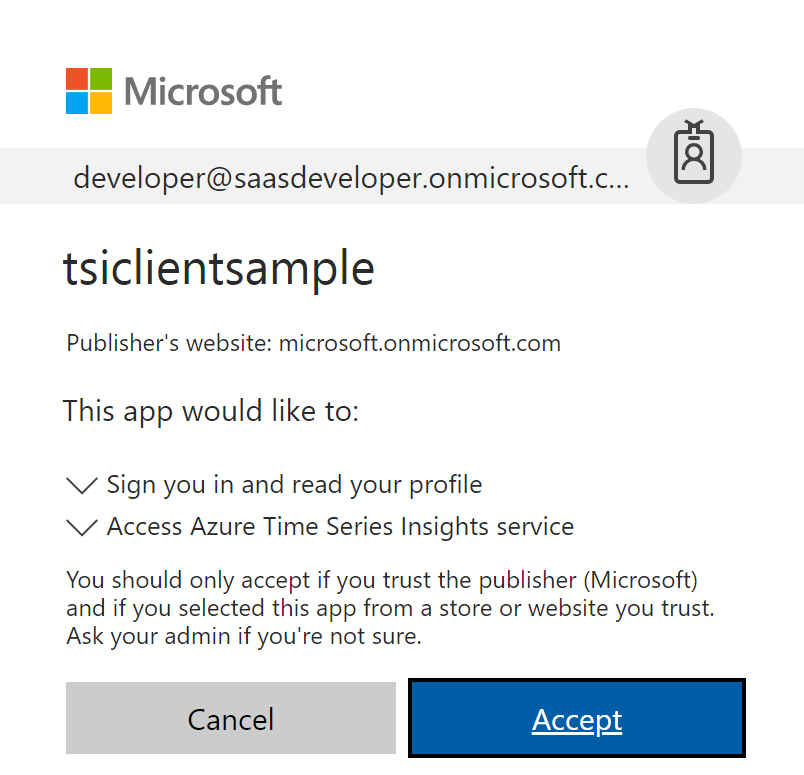 Microsoft
developer@saasdeveloper.onmicrosoft.c...
tsiclientsample
Publisher's website: microsoft.onmicrosoft.com
This app would like to:
Sign you in and read your profile
Access Azure Time Series Insights service
You should only accept if you trust the publisher (Microsoft)
and if you selected this app from a store or website you trust.
Ask your admin if you're not sure.
Cancel
Accept